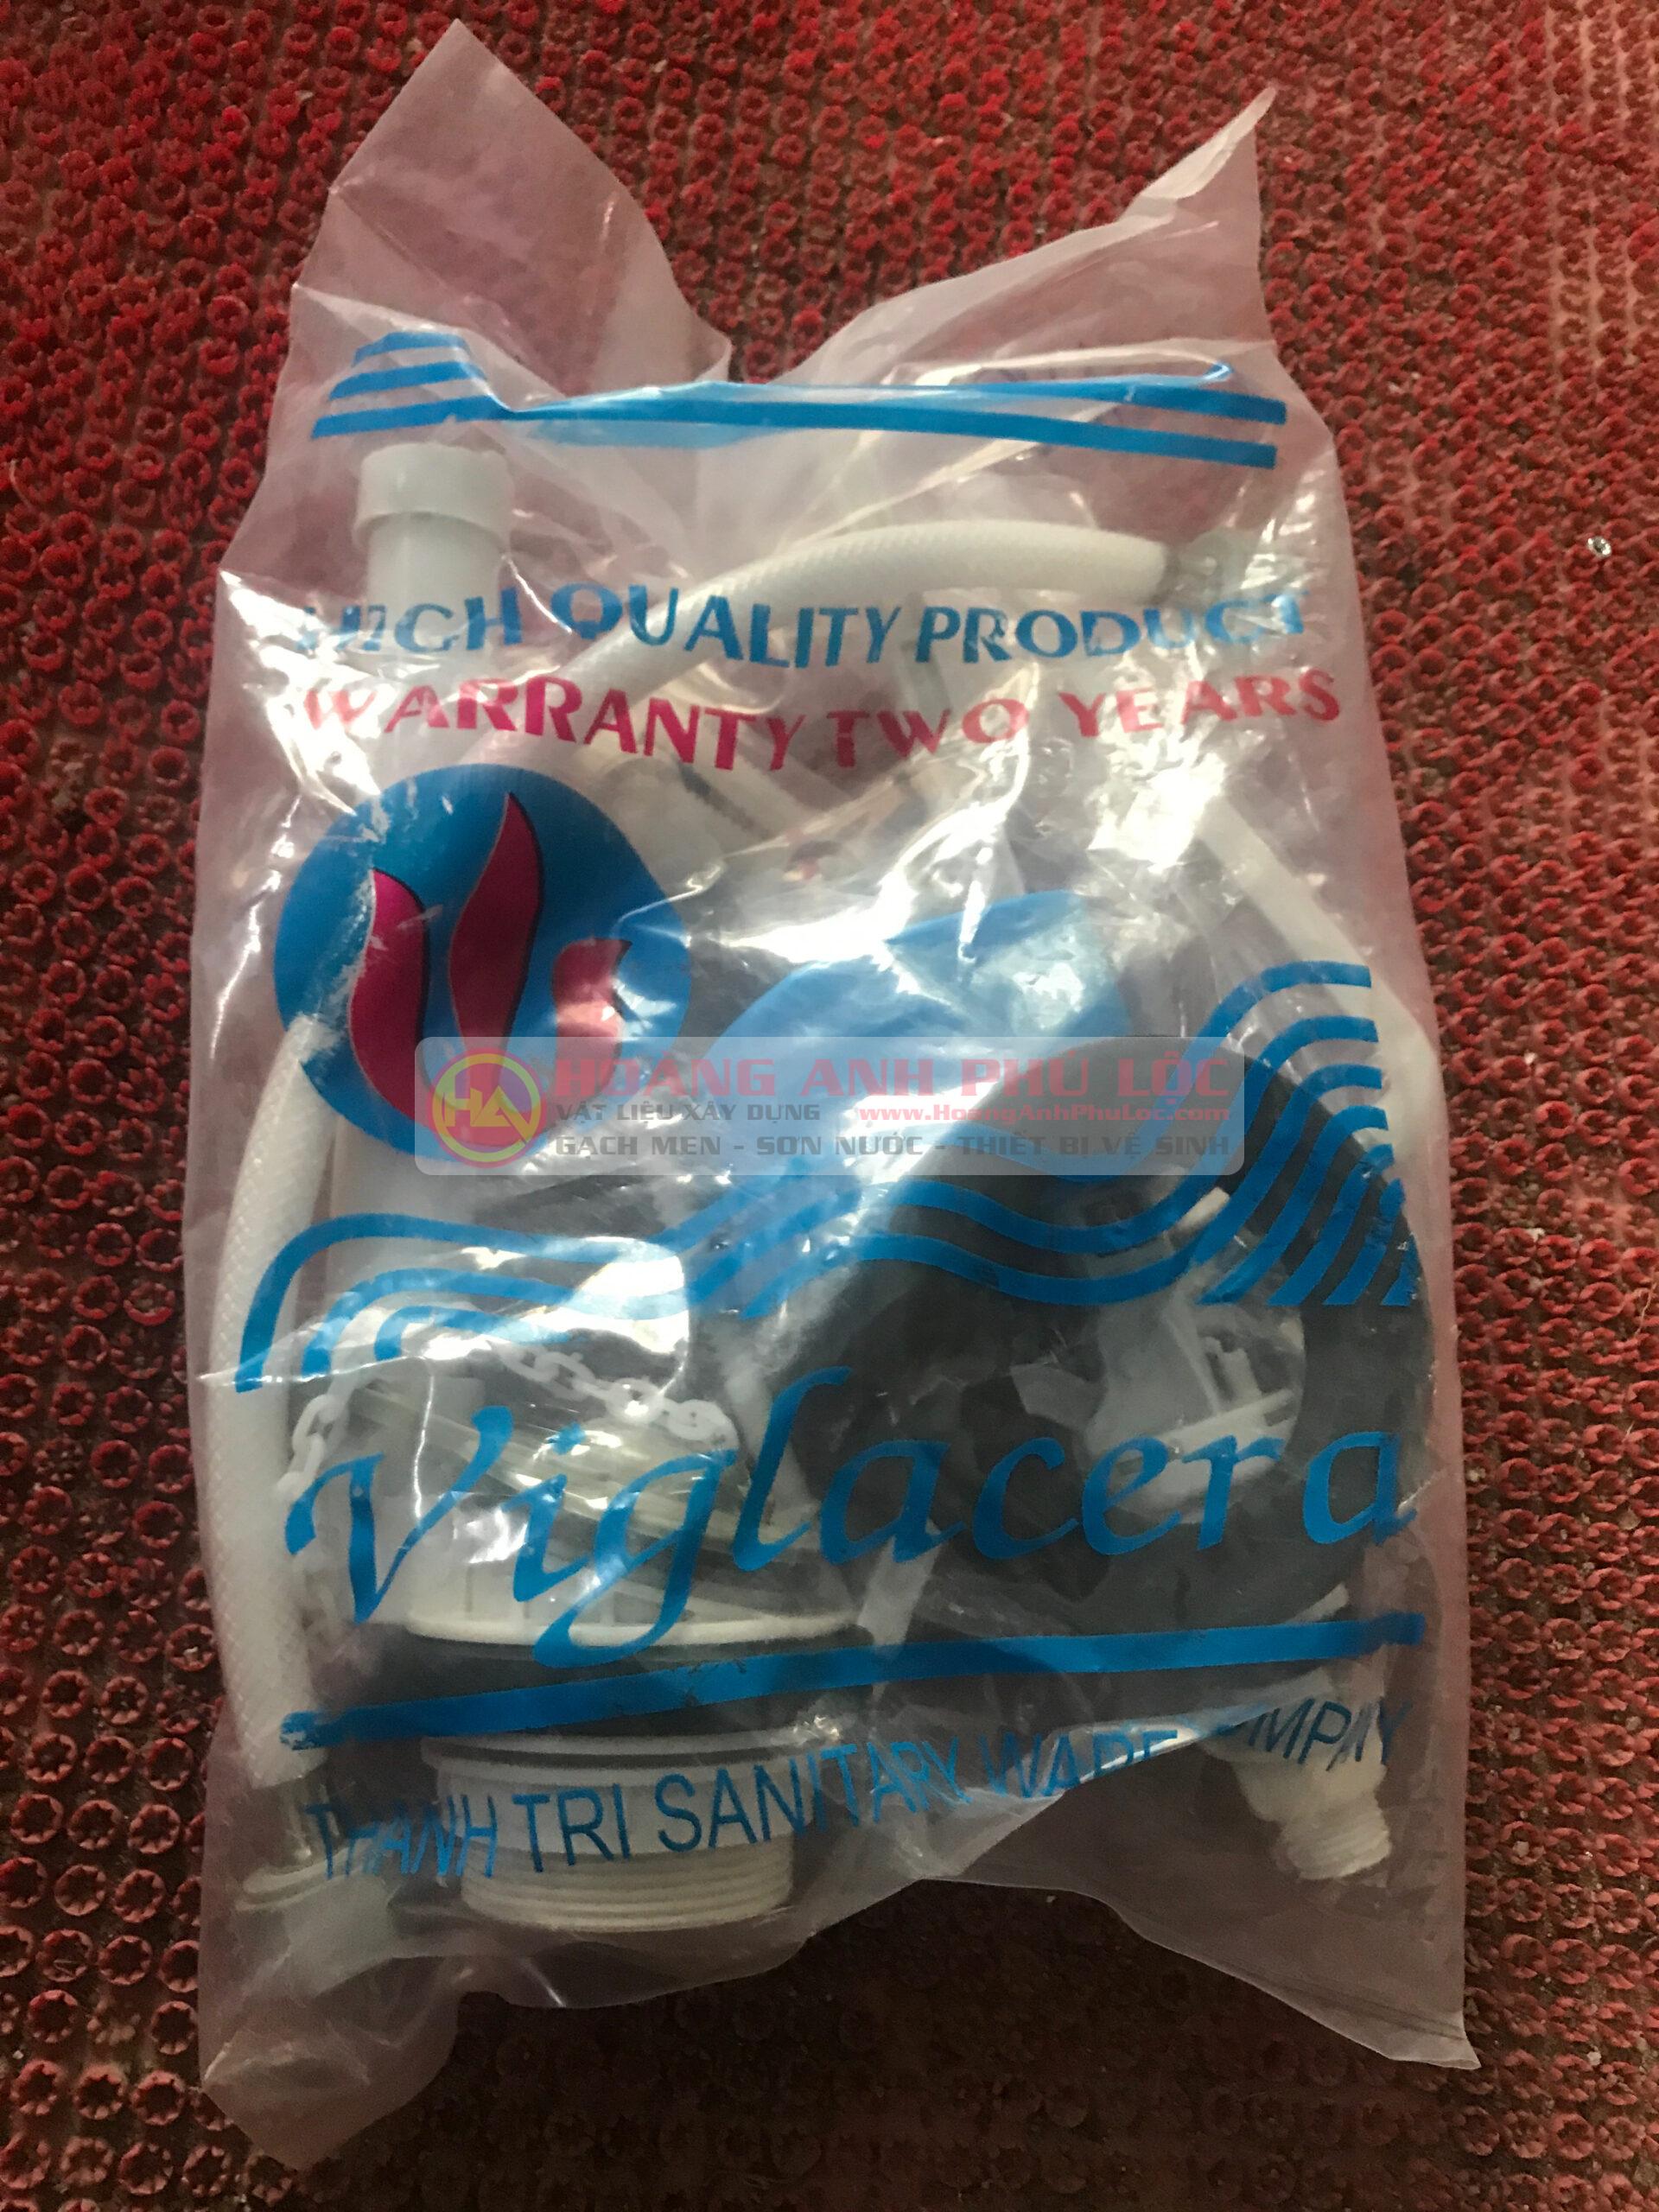 HIGH QUALITY PRODUCT
WARRANTY TWO YEARS
HOÀNG ANH PHÚ LỘC
VẬT LIỆU XÂY DỰNG www.HoangAnhPhuLoc.com
GẠCH MEN - SƠN NƯỚC - THIẾT BỊ VỆ SINH
Viglacera
THANH TRI SANITARY WARE COMPANY